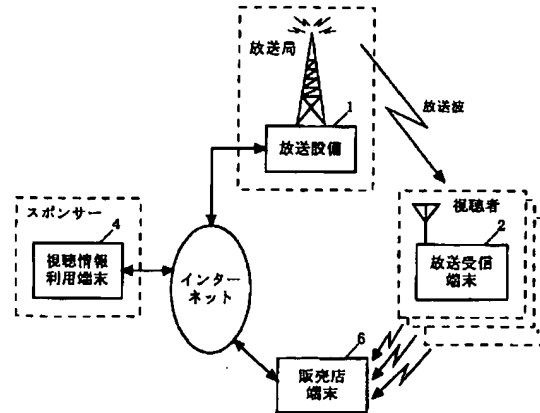 放送局
1
放送設備
放送波
スポンサー
4
視聴情報
利用端末
インター
ネット
視聴者
2
放送受信
端末
6
販売店
端末